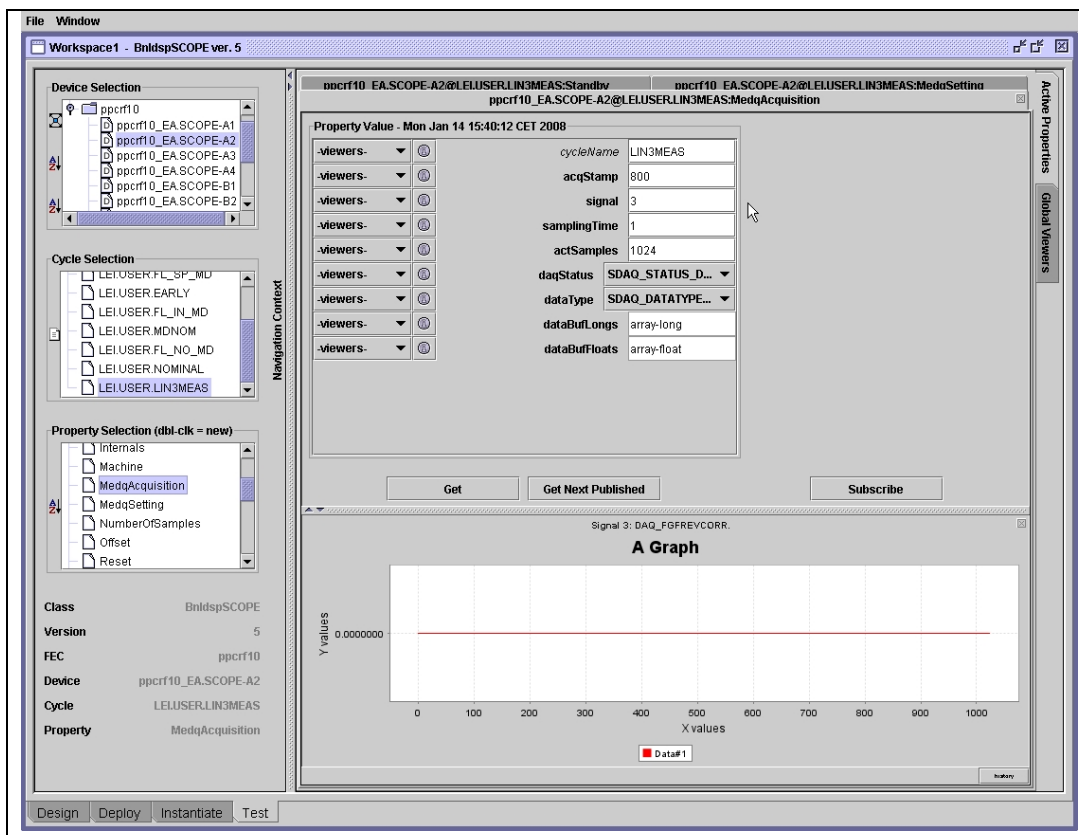 File Window
Workspace1 - BnldspSCOPE ver. 5
Device Selection
ppcrf10
ppcrf10_EA.SCOPE-A1
ppcrf10_EA.SCOPE-A2
ppcrf10_EA.SCOPE-A3
ppcrf10_EA.SCOPE-A4
ppcrf10_EA.SCOPE-B1
ppcrf10_EA.SCOPE-B2
Cycle Selection
LEI.USER.FL_SP_MD
LEI.USER.EARLY
LEI.USER.FL_IN_MD
LEI.USER.MDNOM
LEI.USER.FL_NO_MD
LEI.USER.NOMINAL
LEI.USER.LIN3MEAS
Property Selection (dbl-clk = new)
Internals
Machine
MedqAcquisition
MedqSetting
NumberOfSamples
Offset
Reset
Class BnldspSCOPE
Version 5
FEC ppcrf10
Device ppcrf10_EA.SCOPE-A2
Cycle LEI.USER.LIN3MEAS
Property MedqAcquisition
Navigation Context
ppcrf10_EA.SCOPE-A2@LEI.USER.LIN3MEAS:Standby
ppcrf10_EA.SCOPE-A2@LEI.USER.LIN3MEAS:MedqSetting
ppcrf10_EA.SCOPE-A2@LEI.USER.LIN3MEAS:MedqAcquisition
Property Value - Mon Jan 14 15:40:12 CET 2008
-viewers- cycleName LIN3MEAS
-viewers- acqStamp 800
-viewers- signal 3
-viewers- samplingTime 1
-viewers- actSamples 1024
-viewers- daqStatus SDAQ_STATUS_D...
-viewers- dataType SDAQ_DATATYPE...
-viewers- dataBufLongs array-long
-viewers- dataBufFloats array-float
Get Get Next Published Subscribe
Signal 3: DAQ_FGFREVCORR.
A Graph
Y values
0.0000000
0 100 200 300 400 500 600 700 800 900 1000
X values
Data#1
history
Active Properties
Global Viewers
Design Deploy Instantiate Test